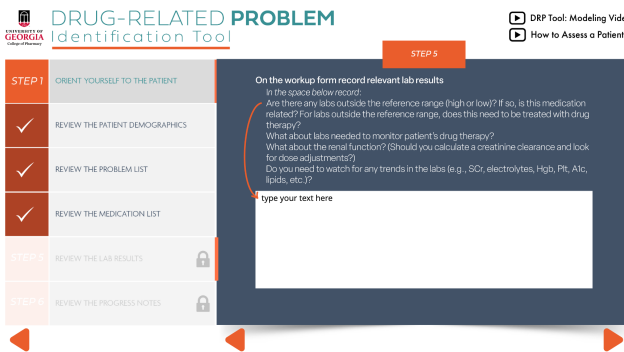 UNIVERSITY OF
GEORGIA
College of Pharmacy
DRUG-RELATED PROBLEM
Identification Tool
DRP Tool: Modeling Vide
How to Assess a Patient
STEP 5
STEP 1
ORIENT YOURSELF TO THE PATIENT
REVIEW THE PATIENT DEMOGRAPHICS
REVIEW THE PROBLEM LIST
REVIEW THE MEDICATION LIST
STEP 5
REVIEW THE LAB RESULTS
STEP 6
REVIEW THE PROGRESS NOTES
On the workup form record relevant lab results
In the space below record:
Are there any labs outside the reference range (high or low)? If so, is this medication
related? For labs outside the reference range, does this need to be treated with drug
therapy?
What about labs needed to monitor patient's drug therapy?
What about the renal function? (Should you calculate a creatinine clearance and look
for dose adjustments?)
Do you need to watch for any trends in the labs (e.g., SCr, electrolytes, Hgb, Plt, A1c,
lipids, etc.)?
type your text here